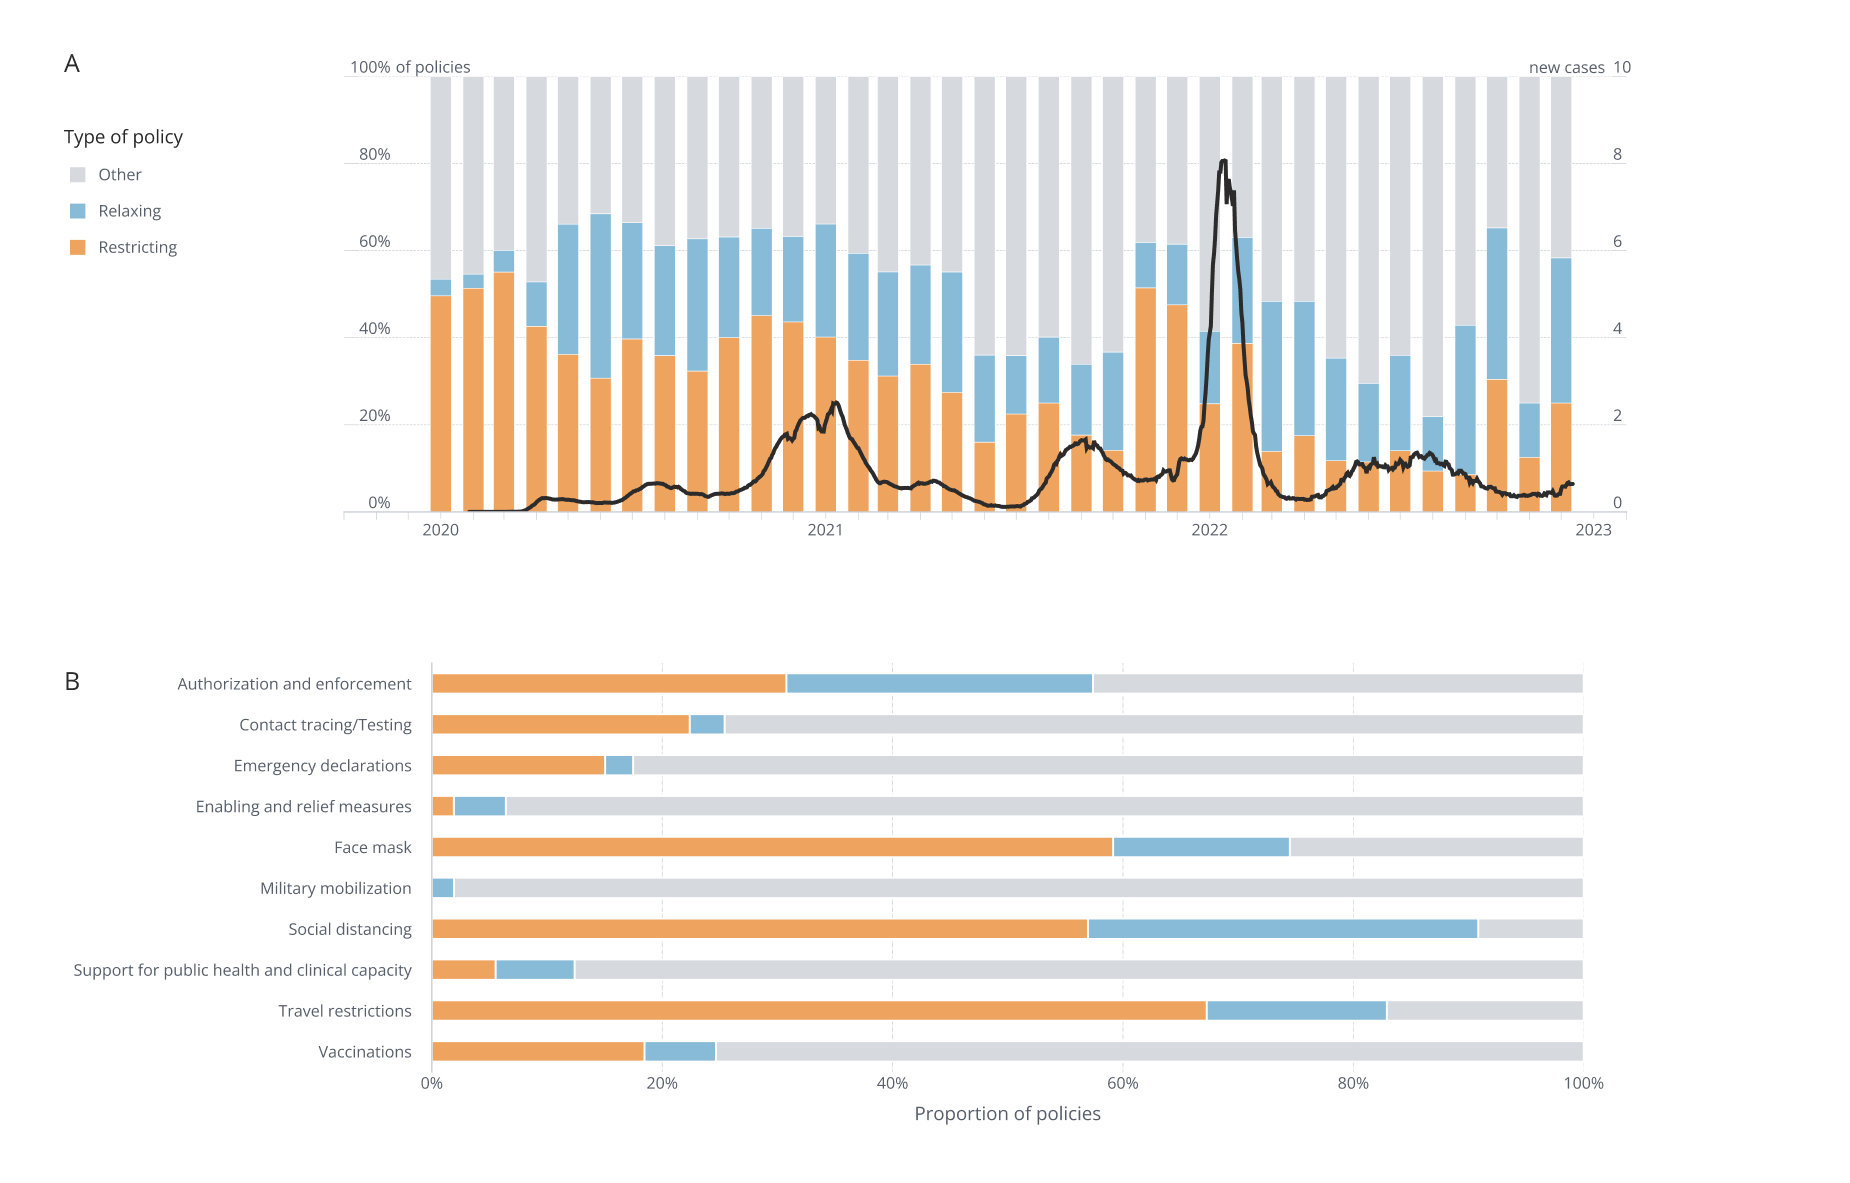 A
100% of policies
new cases 10
Type of policy
Other
Relaxing
Restricting
80%
8
60%
6
40%
4
20%
2
0%
0
2020
2021
2022
2023
B
Authorization and enforcement
Contact tracing/Testing
Emergency declarations
Enabling and relief measures
Face mask
Military mobilization
Social distancing
Support for public health and clinical capacity
Travel restrictions
Vaccinations
0%
20%
40%
60%
80%
100%
Proportion of policies